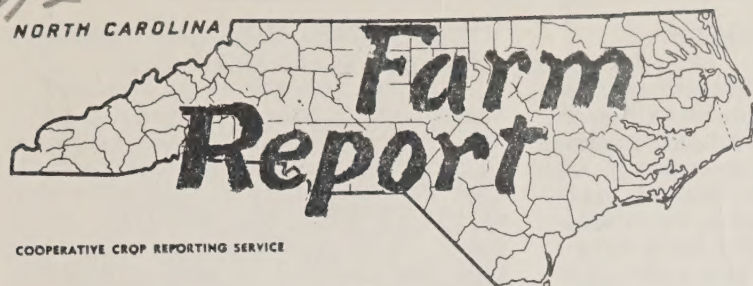 NORTH CAROLINA
Farm
Report
COOPERATIVE CROP REPORTING SERVICE